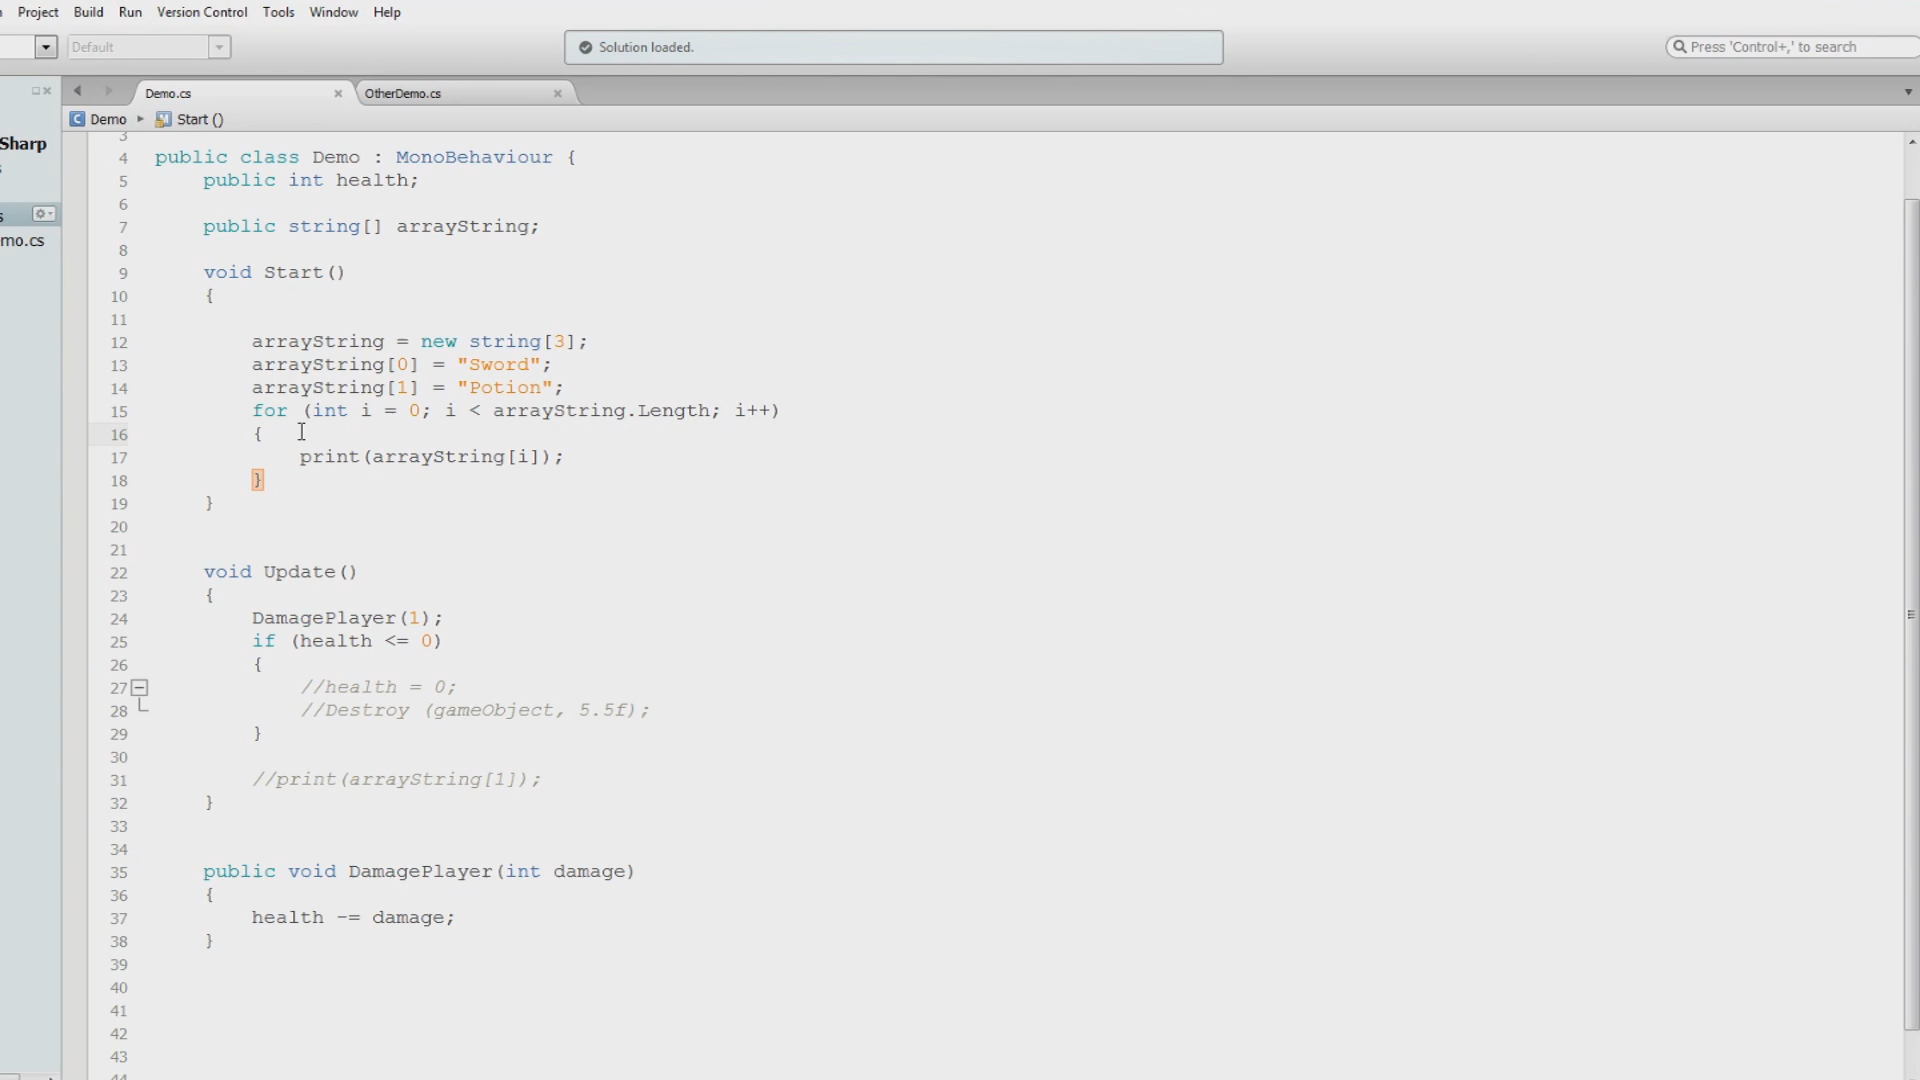 Project Build Run Version Control Tools Window Help
Default
Solution loaded.
Press 'Control+,' to search
Demo.cs
OtherDemo.cs
Demo
Start ()
Sharp
s
mo.cs
3
4 public class Demo : MonoBehaviour {
5 public int health;
6
7 public string[] arrayString;
8
9 void Start()
10 {
11
12 arrayString = new string[3];
13 arrayString[0] = "Sword";
14 arrayString[1] = "Potion";
15 for (int i = 0; i < arrayString.Length; i++)
16 {
17 print(arrayString[i]);
18 }
19 }
20
21
22 void Update()
23 {
24 DamagePlayer(1);
25 if (health <= 0)
26 {
27 //health = 0;
28 //Destroy (gameObject, 5.5f);
29 }
30
31 //print(arrayString[1]);
32 }
33
34
35 public void DamagePlayer(int damage)
36 {
37 health -= damage;
38 }
39
40
41
42
43
44